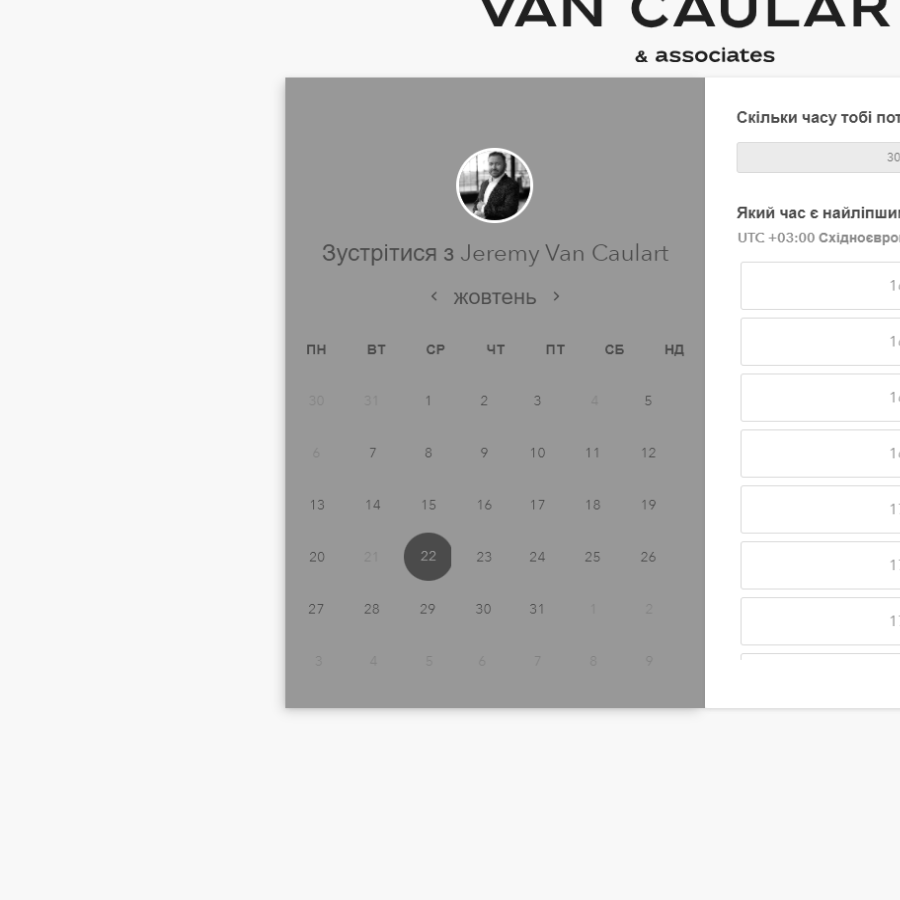 VAN CAULAR
& associates
Зустрітися з Jeremy Van Caulart
жовтень
ПН ВТ СР ЧТ ПТ СБ НД
30 31 1 2 3 4 5
6 7 8 9 10 11 12
13 14 15 16 17 18 19
20 21 22 23 24 25 26
27 28 29 30 31 1 2
3 4 5 6 7 8 9
Скільки часу тобі пот
30
Який час є найліпши
UTC +03:00 Східноєвро
1
1
1
1
17
17
17